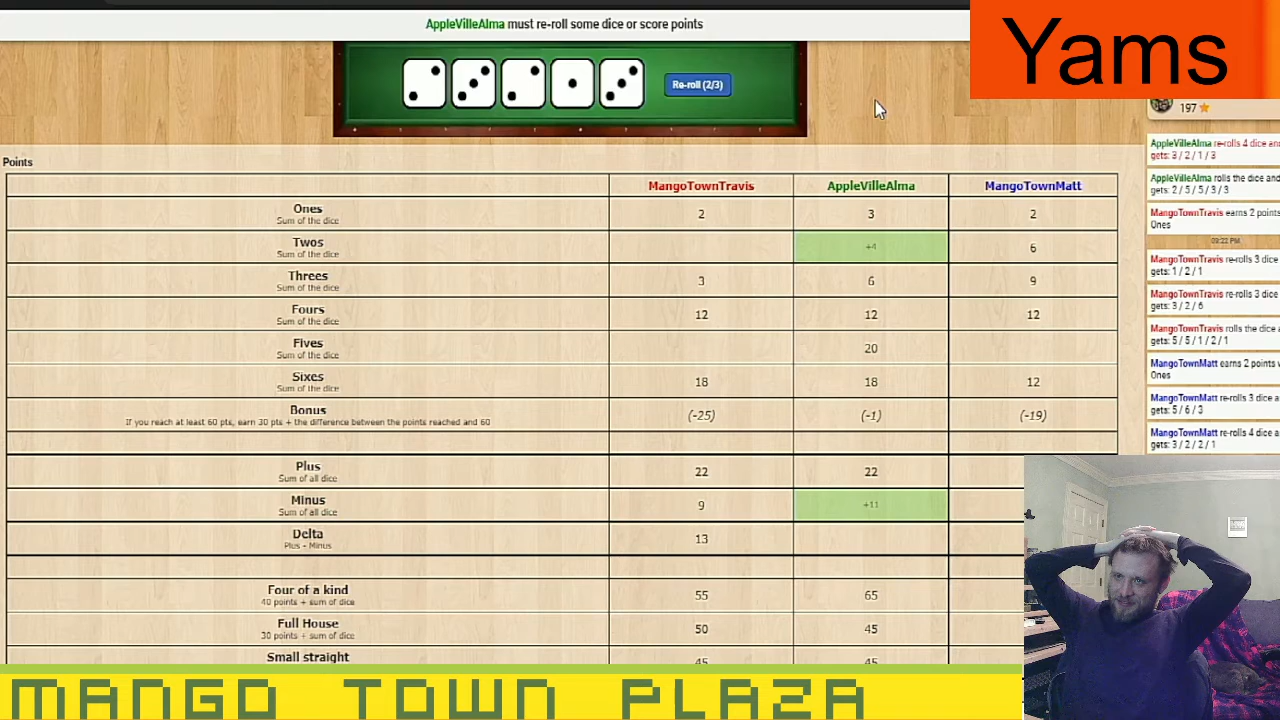 AppleVilleAlma must re-roll some dice or score points
Yams
Re-roll (2/3)
197
Points
MangoTownTravis AppleVilleAlma MangoTownMatt
Ones 2 3 2
Sum of the dice
Twos +4 6
Sum of the dice
Threes 3 6 9
Sum of the dice
Fours 12 12 12
Sum of the dice
Fives 20
Sum of the dice
Sixes 18 18 12
Sum of the dice
Bonus (-25) (-1) (-19)
If you reach at least 60 pts, earn 30 pts + the difference between the points reached and 60
Plus 22 22
Sum of all dice
Minus 9 +11
Sum of all dice
Delta 13
Plus - Minus
Four of a kind 55 65
40 points + sum of dice
Full House 50 45
30 points + sum of dice
Small straight 45 45
AppleVilleAlma re-rolls 4 dice and
gets: 3 / 2 / 1 / 3
AppleVilleAlma rolls the dice and
gets: 2 / 5 / 5 / 3 / 3
MangoTownTravis earns 2 points
Ones
09:22 PM
MangoTownTravis re-rolls 3 dice
gets: 1 / 2 / 1
MangoTownTravis re-rolls 3 dice
gets: 3 / 2 / 6
MangoTownTravis rolls the dice
gets: 5 / 5 / 1 / 2 / 1
MangoTownMatt earns 2 points
Ones
MangoTownMatt re-rolls 3 dice
gets: 5 / 6 / 3
MangoTownMatt re-rolls 4 dice
gets: 3 / 2 / 2 / 1
MANGO TOWN PLAZA